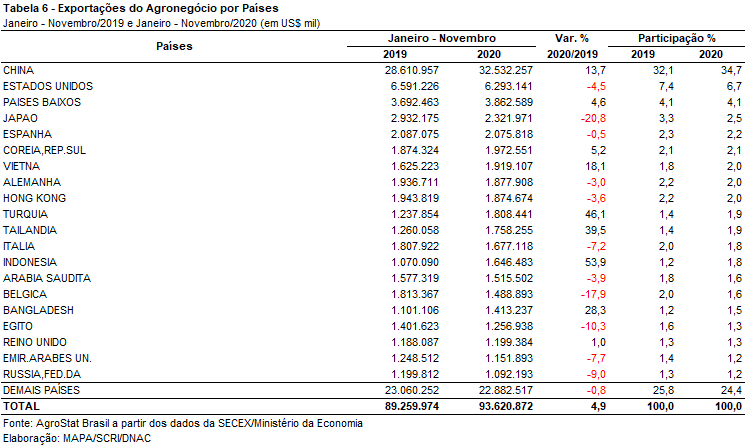 Tabela 6 - Exportações do Agronegócio por Países
Janeiro - Novembro/2019 e Janeiro - Novembro/2020 (em US$ mil)
Países Janeiro - Novembro Var. % Participação %
2019 2020 2020/2019 2019 2020
CHINA 28.610.957 32.532.257 13,7 32,1 34,7
ESTADOS UNIDOS 6.591.226 6.293.141 -4,5 7,4 6,7
PAISES BAIXOS 3.692.463 3.862.589 4,6 4,1 4,1
JAPAO 2.932.175 2.321.971 -20,8 3,3 2,5
ESPANHA 2.087.075 2.075.818 -0,5 2,3 2,2
COREIA,REP.SUL 1.874.324 1.972.551 5,2 2,1 2,1
VIETNA 1.625.223 1.919.107 18,1 1,8 2,0
ALEMANHA 1.936.711 1.877.908 -3,0 2,2 2,0
HONG KONG 1.943.819 1.874.674 -3,6 2,2 2,0
TURQUIA 1.237.854 1.808.441 46,1 1,4 1,9
TAILANDIA 1.260.058 1.758.255 39,5 1,4 1,9
ITALIA 1.807.922 1.677.118 -7,2 2,0 1,8
INDONESIA 1.070.090 1.646.483 53,9 1,2 1,8
ARABIA SAUDITA 1.577.319 1.515.502 -3,9 1,8 1,6
BELGICA 1.813.367 1.488.893 -17,9 2,0 1,6
BANGLADESH 1.101.106 1.413.237 28,3 1,2 1,5
EGITO 1.401.623 1.256.938 -10,3 1,6 1,3
REINO UNIDO 1.188.087 1.199.384 1,0 1,3 1,3
EMIR.ARABES UN. 1.248.512 1.151.893 -7,7 1,4 1,2
RUSSIA,FED.DA 1.199.812 1.092.193 -9,0 1,3 1,2
DEMAIS PAÍSES 23.060.252 22.882.517 -0,8 25,8 24,4
TOTAL 89.259.974 93.620.872 4,9 100,0 100,0
Fonte: AgroStat Brasil a partir dos dados da SECEX/Ministério da Economia
Elaboração: MAPA/SCRI/DNAC